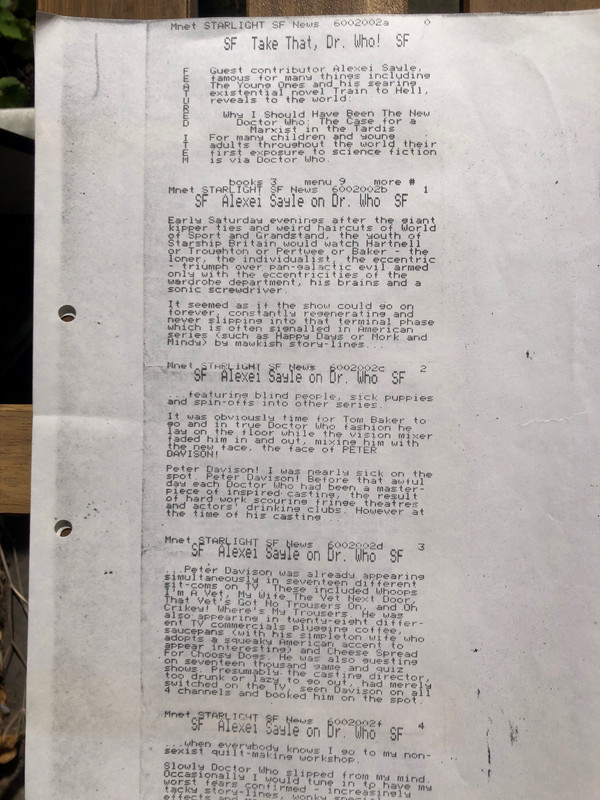 Mnet STARLIGHT SF News 6002002a 0
SF Take That, Dr. Who! SF
F Guest contributor Alexei Sayle,
E famous for many things including
A The Young Ones and his searing
T existential novel Train to Hell,
U reveals to the world:
R
E Why I Should Have Been The New
D Doctor Who: The Case for a
Marxist in the Tardis
I For many children and young
T adults throughout the world their
E first exposure to science fiction
M is via Doctor Who.
books 3 menu 9 more #
Mnet STARLIGHT SF News 6002002b 1
SF Alexei Sayle on Dr. Who SF
Early Saturday evenings after the giant
kipper ties and weird haircuts of World
of Sport and Grandstand, the youth of
Starship Britain would watch Hartnell
or Troughton or Pertwee or Baker - the
loner, the individualist, the eccentric
- triumph over pan-galactic evil armed
only with the eccentricities of the
wardrobe department, his brains and a
sonic screwdriver.
It seemed as if the show could go on
forever, constantly regenerating and
never slipping into that terminal phase
which is often signalled in American
series (such as Happy Days or Mork and
Mindy) by mawkish story-lines...
Mnet STARLIGHT SF News 6002002c 2
SF Alexei Sayle on Dr. Who SF
...featuring blind people, sick puppies
and spin-offs into other series.
It was obviously time for Tom Baker to
go and in true Doctor Who fashion he
lay on the floor while the vision mixer
faded him in and out, mixing him with
the new face, the face of PETER
DAVISON!
Peter Davison! I was nearly sick on the
spot. Peter Davison! Before that awful
day each Doctor Who had been a master-
piece of inspired casting, the result
of hard work scouring fringe theatres
and actors' drinking clubs. However at
the time of his casting
Mnet STARLIGHT SF News 6002002d 3
SF Alexei Sayle on Dr. Who SF
...Peter Davison was already appearing
simultaneously in seventeen different
sit-coms on TV. These included Whoops
I'm A Vet, My Wife The Vet Next Door,
That Vet's Got No Trousers On, and Oh
Crikey! Where's My Trousers. He was
also appearing in twenty-eight differ-
ent TV commercials plugging coffee,
saucepans (with his simpleton wife who
adopts a squeaky American accent to
appear interesting) and Cheese Spread
For Choosy Dogs. He was also guesting
on seventeen thousand game and quiz
shows. Presumably the casting director,
too drunk or lazy to go out, had merely
switched on the TV, seen Davison on all
4 channels and booked him on the spot.
Mnet STARLIGHT SF News 6002002f 4
SF Alexei Sayle on Dr. Who SF
...when everybody knows I go to my non-
sexist quilt-making workshop.
Slowly Doctor Who slipped from my mind.
Occasionally I would tune in to have my
worst fears confirmed - increasingly
tacky story-lines, wonky special
effects and